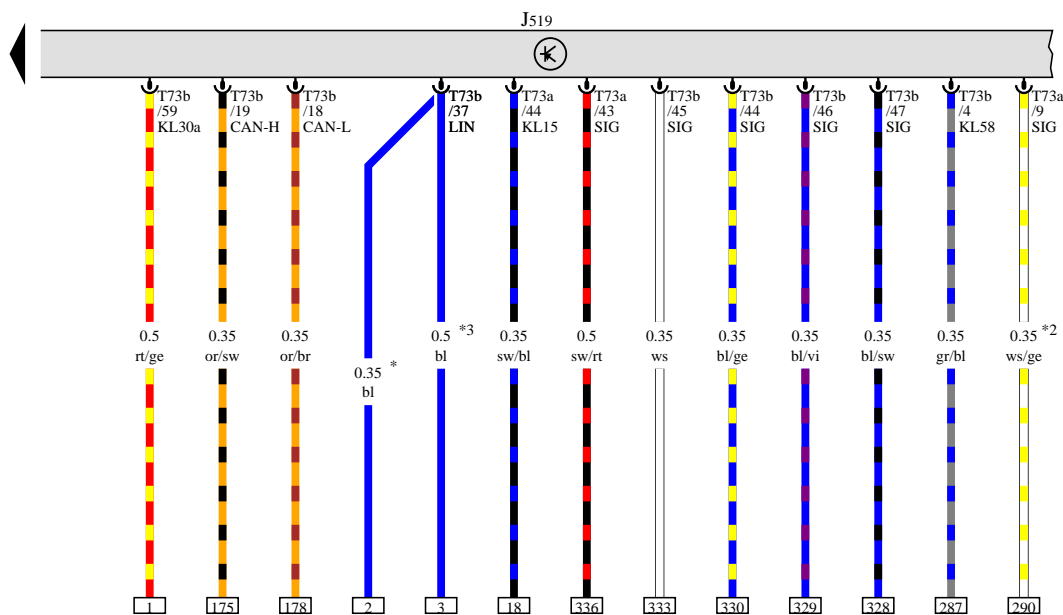 J519
T73b
/59
KL30a
T73b
/19
CAN-H
T73b
/18
CAN-L
T73b
/37
LIN
T73a
/44
KL15
T73a
/43
SIG
T73b
/45
SIG
T73b
/44
SIG
T73b
/46
SIG
T73b
/47
SIG
T73b
/4
KL58
T73a
/9
SIG
0.5
rt/ge
0.35
or/sw
0.35
or/br
0.35 *
bl
0.5 *3
bl
0.35
sw/bl
0.5
sw/rt
0.35
ws
0.35
bl/ge
0.35
bl/vi
0.35
bl/sw
0.35
gr/bl
0.35 *2
ws/ge
1
175
178
2
3
18
336
333
330
329
328
287
290